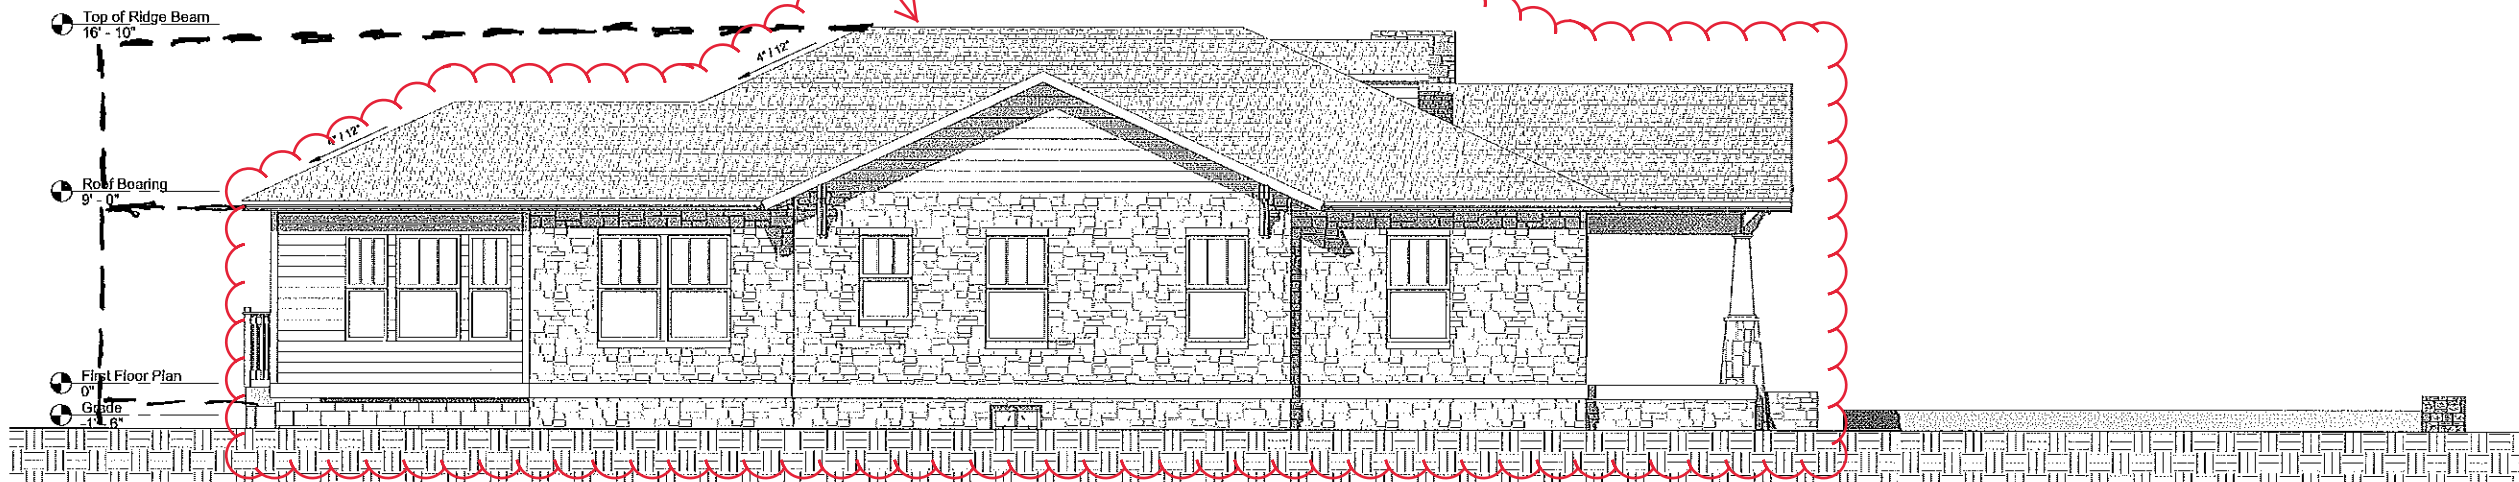 Top of Ridge Beam
16' - 10"
4" / 12"
/ 12"
Roof Bearing
9' - 0"
First Floor Plan
0"
Grade
-1' - 6"